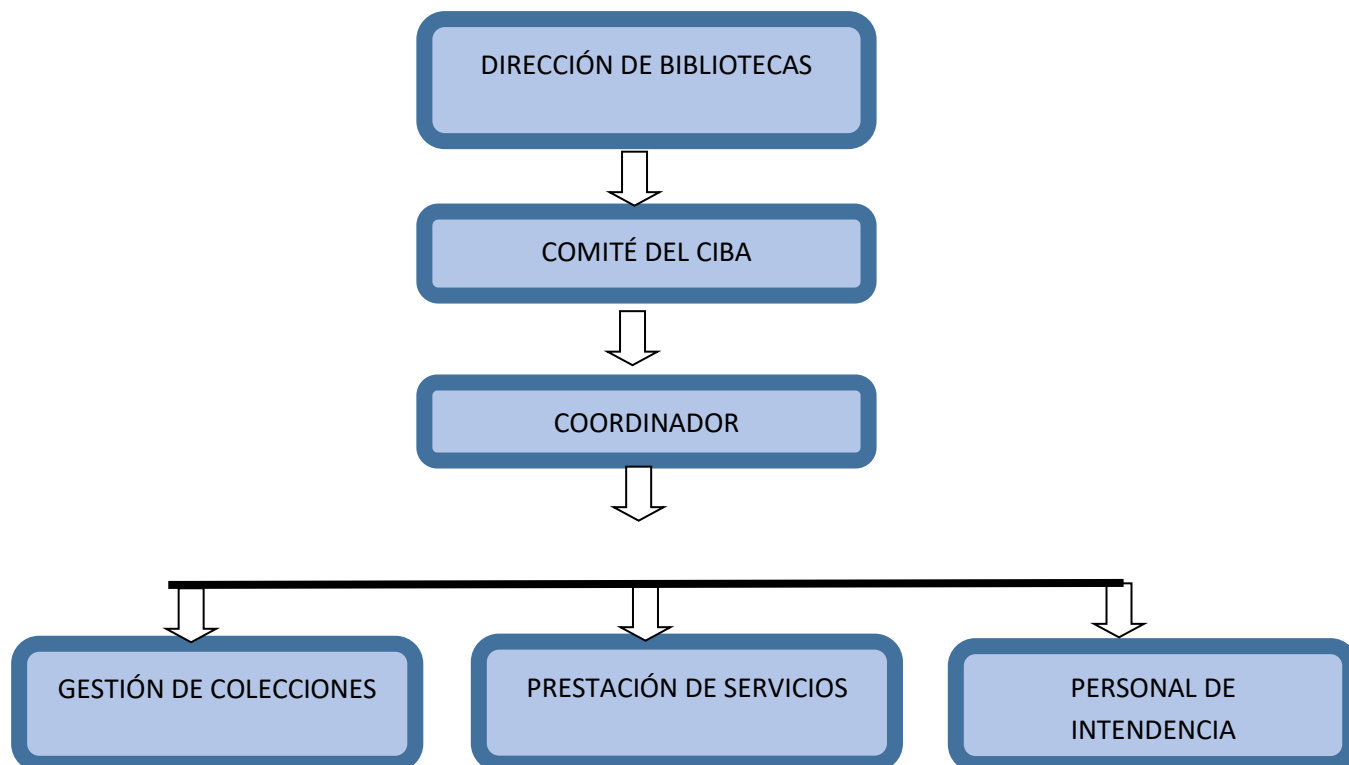 DIRECCIÓN DE BIBLIOTECAS
COMITÉ DEL CIBA
COORDINADOR
GESTIÓN DE COLECCIONES
PRESTACIÓN DE SERVICIOS
PERSONAL DE
INTENDENCIA